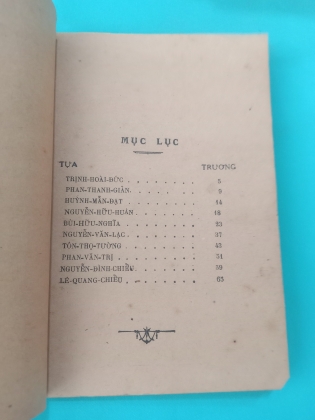 MỤC LỤC
TỰA TRƯƠNG
TRỊNH-HOÀI-ĐỨC . . . . . . . . 5
PHAN-THANH-GIẢN . . . . . . . 9
HUỲNH-MẪN-ĐẠT . . . . . . . . 14
NGUYỄN-HỮU-HUÂN . . . . . . . 18
BÙI-HỮU-NGHĨA . . . . . . . . 23
NGUYỄN-VĂN-LẠC . . . . . . . . 37
TÔN-THỌ-TƯỜNG . . . . . . . . 45
PHAN-VĂN-TRỊ . . . . . . . . 51
NGUYỄN-ĐÌNH-CHIỂU . . . . . . . 59
LÊ-QUANG-CHIỂU . . . . . . . . 65